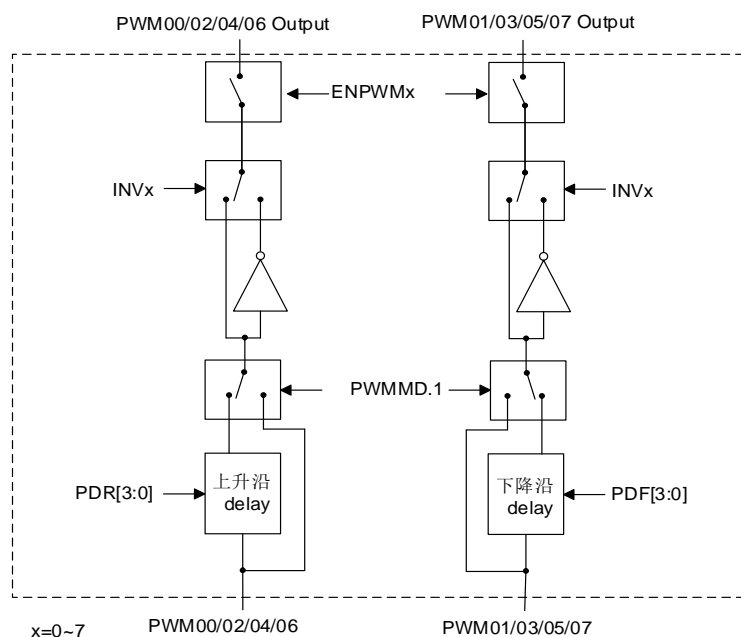 PWM00/02/04/06 Output
PWM01/03/05/07 Output
ENPWMx
INVx
INVx
PWMMD.1
PDR[3:0]
上升沿
delay
下降沿
delay
PDF[3:0]
x=0~7
PWM00/02/04/06
PWM01/03/05/07